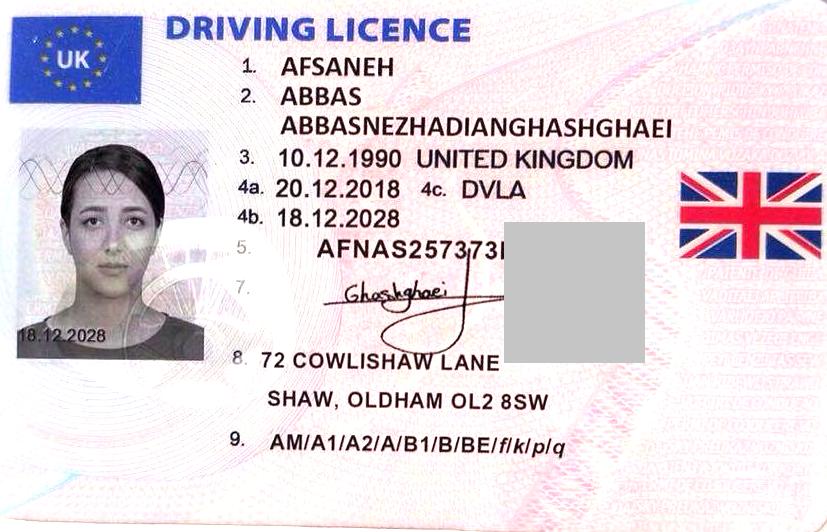 UK
DRIVING LICENCE
1. AFSANEH
2. ABBAS
ABBASNEZHADIANGHASHGHAEI
3. 10.12.1990 UNITED KINGDOM
4a. 20.12.2018 4c. DVLA
4b. 18.12.2028
5. AFNAS257373
7. Ghashghaei
18.12.2028
8. 72 COWLISHAW LANE
SHAW, OLDHAM OL2 8SW
9. AM/A1/A2/A/B1/B/BE/f/k/p/q